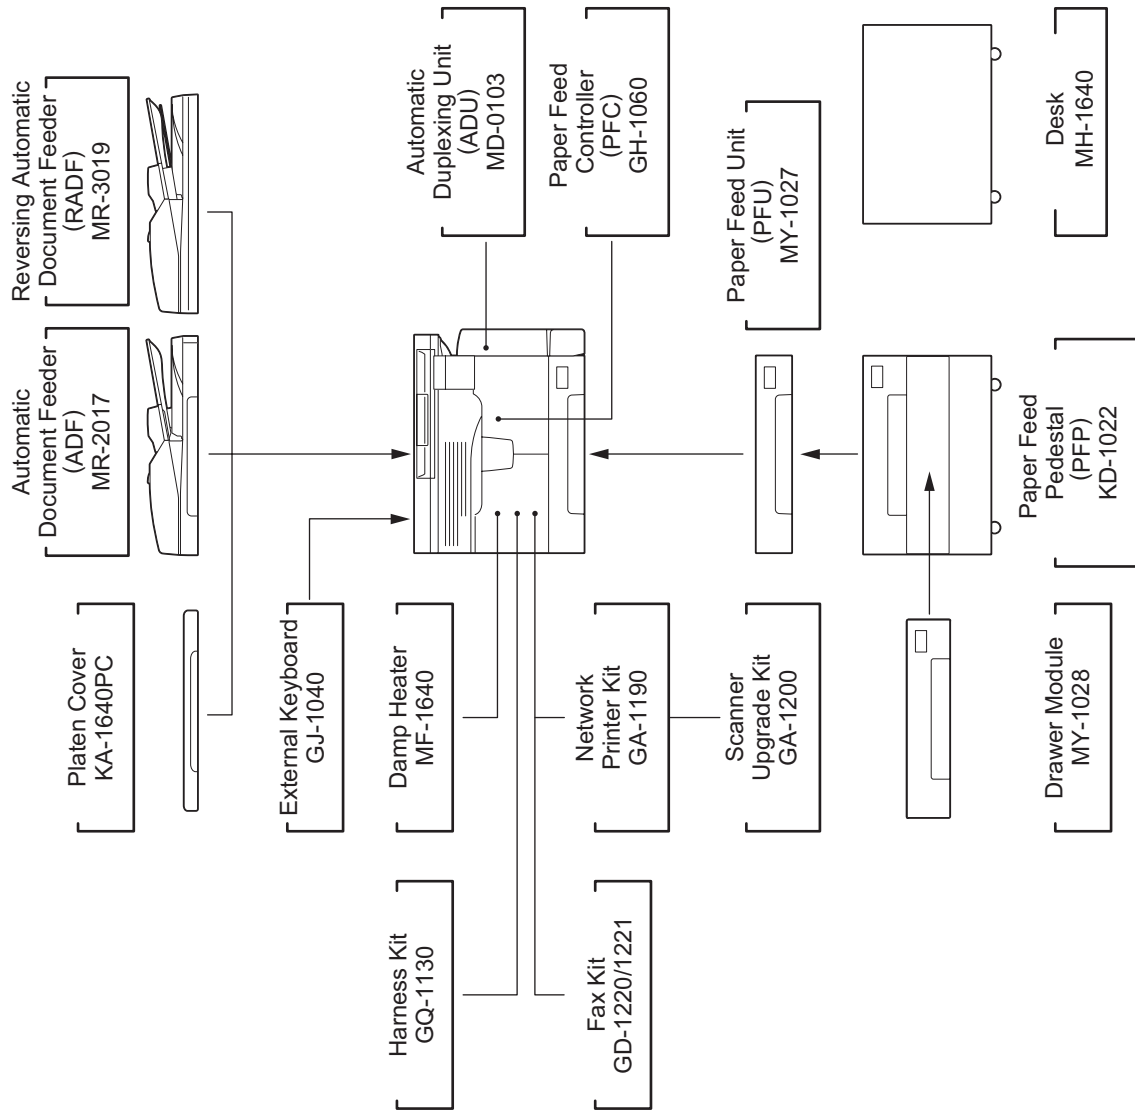 Platen Cover
KA-1640PC
Automatic
Document Feeder
(ADF)
MR-2017
Reversing Automatic
Document Feeder
(RADF)
MR-3019
External Keyboard
GJ-1040
Harness Kit
GQ-1130
Damp Heater
MF-1640
Automatic
Duplexing Unit
(ADU)
MD-0103
Paper Feed
Controller
(PFC)
GH-1060
Fax Kit
GD-1220/1221
Network
Printer Kit
GA-1190
Scanner
Upgrade Kit
GA-1200
Paper Feed Unit
(PFU)
MY-1027
Drawer Module
MY-1028
Paper Feed
Pedestal
(PFP)
KD-1022
Desk
MH-1640